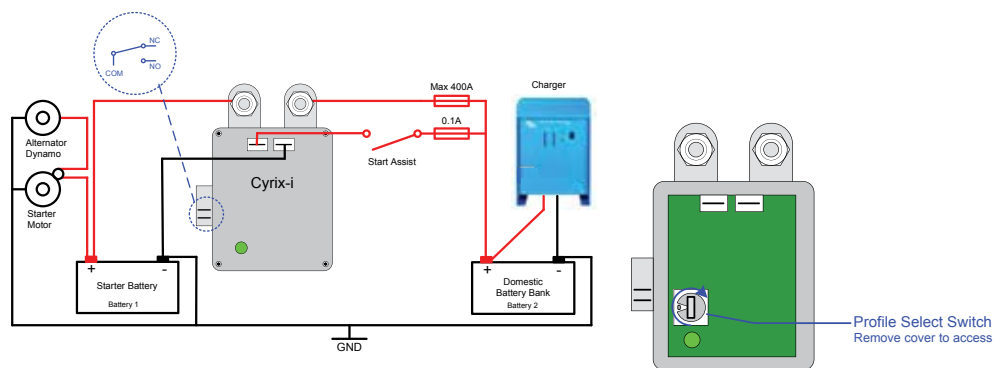 NC
COM
NO
Max 400A
Charger
0.1A
Alternator
Dynamo
Start Assist
Cyrix-i
Starter
Motor
+ -
Starter Battery
Battery 1
+ -
Domestic
Battery Bank
Battery 2
GND
Profile Select Switch
Remove cover to access